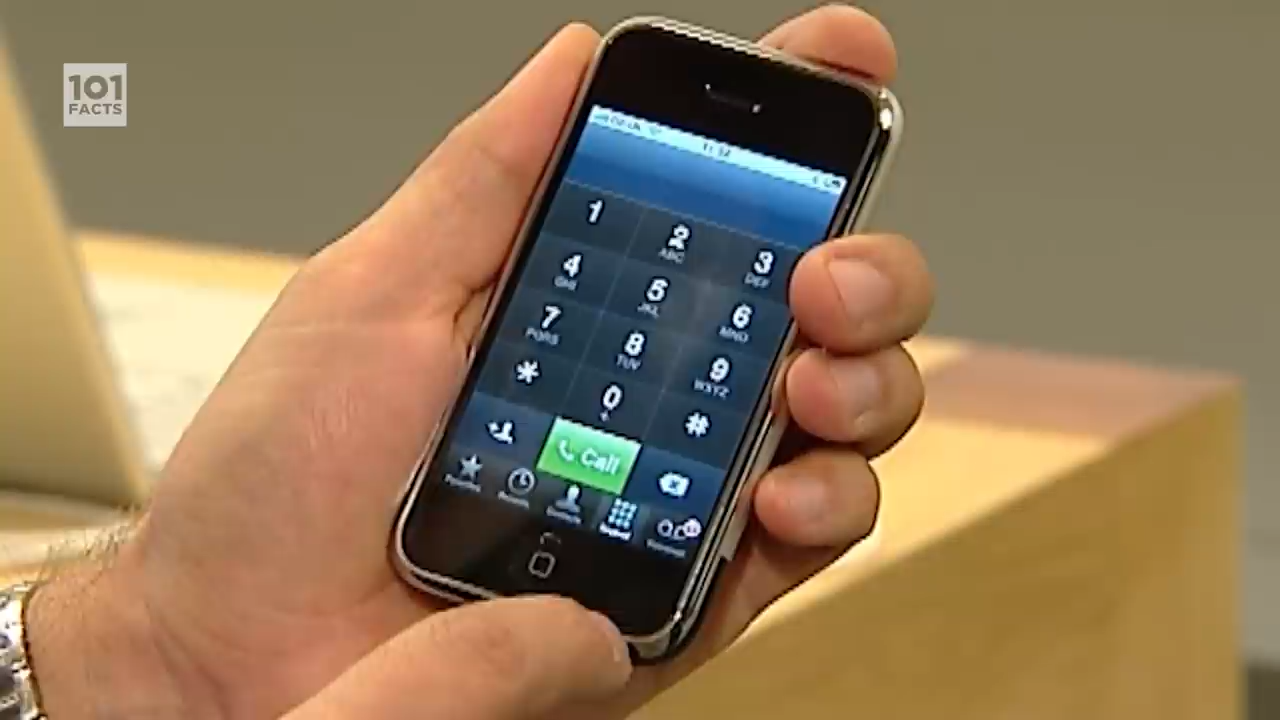 101
FACTS
1
2
ABC
3
DEF
4
GHI
5
JKL
6
MNO
7
PQRS
8
TUV
9
WXYZ
*
0
+
#
Call
Keypad